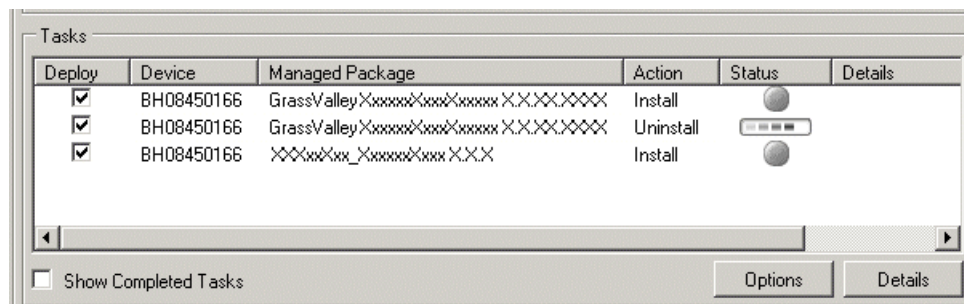 Tasks
Deploy Device Managed Package Action Status Details
BH08450166 GrassValleyXxxxxxXxxxXxxxxx X.X.XX.XXXX Install
BH08450166 GrassValleyXxxxxxXxxxXxxxxx X.X.XX.XXXX Uninstall
BH08450166 XXXxxXxx_XxxxxxXxxx X.X.X Install
Show Completed Tasks Options Details